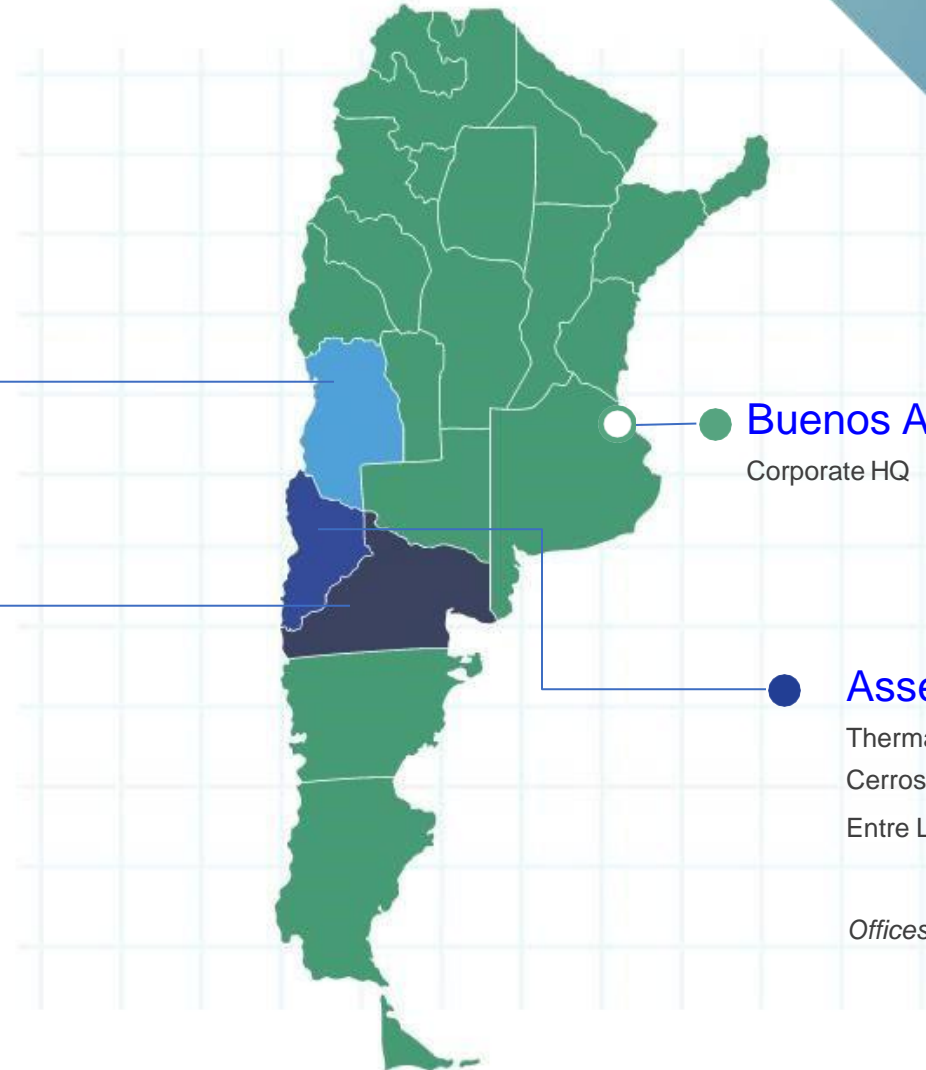 Buenos A
Corporate HQ
Asse
Therma
Cerros
Entre L
Offices